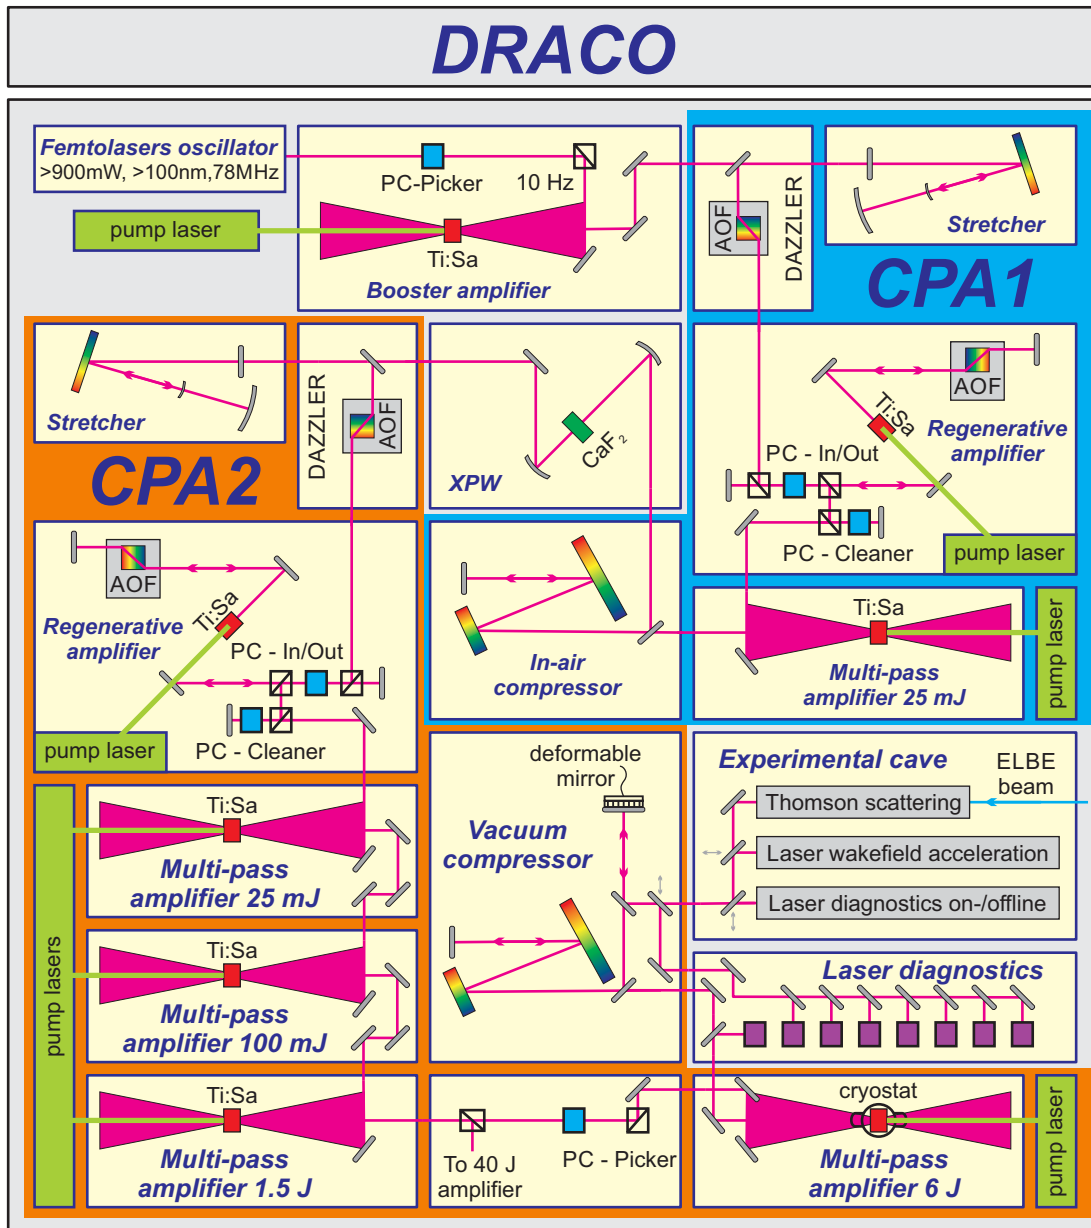 DRACO
Femtolasers oscillator
>900mW, >100nm,78MHz
PC-Picker
10 Hz
pump laser
Ti:Sa
Booster amplifier
AOF
DAZZLER
Stretcher
CPA1
Stretcher
DAZZLER
AOF
CPA2
CaF2
XPW
AOF
Ti:Sa
Regenerative
amplifier
PC - In/Out
PC - Cleaner
pump laser
AOF
Ti:Sa
Regenerative
amplifier
PC - In/Out
PC - Cleaner
pump laser
In-air
compressor
Ti:Sa
Multi-pass
amplifier 25 mJ
pump laser
deformable
mirror
Vacuum
compressor
Experimental cave
ELBE
beam
Thomson scattering
Laser wakefield acceleration
Laser diagnostics on-/offline
Laser diagnostics
pump lasers
Ti:Sa
Multi-pass
amplifier 25 mJ
Ti:Sa
Multi-pass
amplifier 100 mJ
Ti:Sa
Multi-pass
amplifier 1.5 J
To 40 J
amplifier
PC - Picker
cryostat
Multi-pass
amplifier 6 J
pump laser